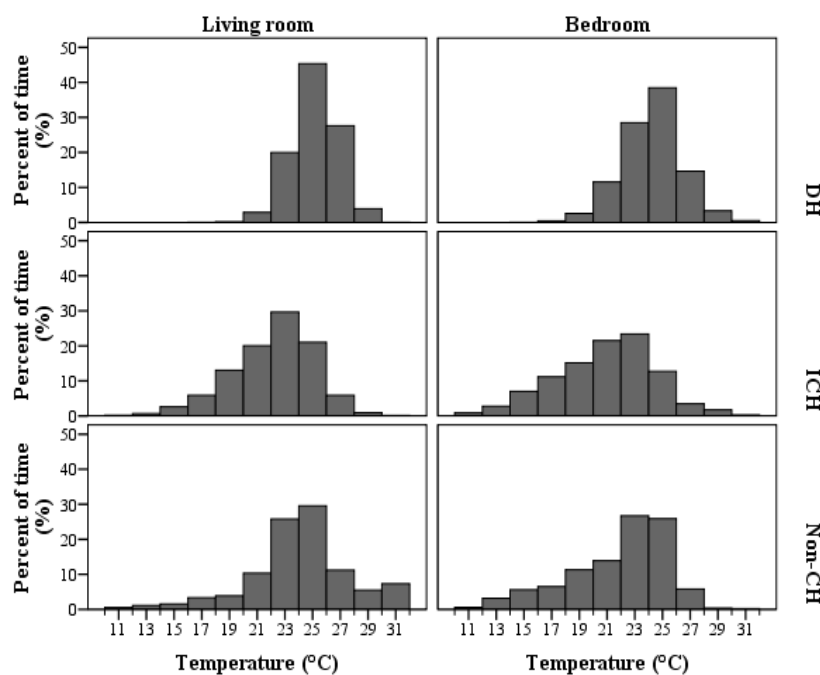 Living room
Bedroom
Percent of time
(%)
50
40
30
20
10
0
DH
Percent of time
(%)
50
40
30
20
10
0
ICH
Percent of time
(%)
50
40
30
20
10
0
Non-CH
11 13 15 17 19 21 23 25 27 29 31
11 13 15 17 19 21 23 25 27 29 31
Temperature (°C)
Temperature (°C)